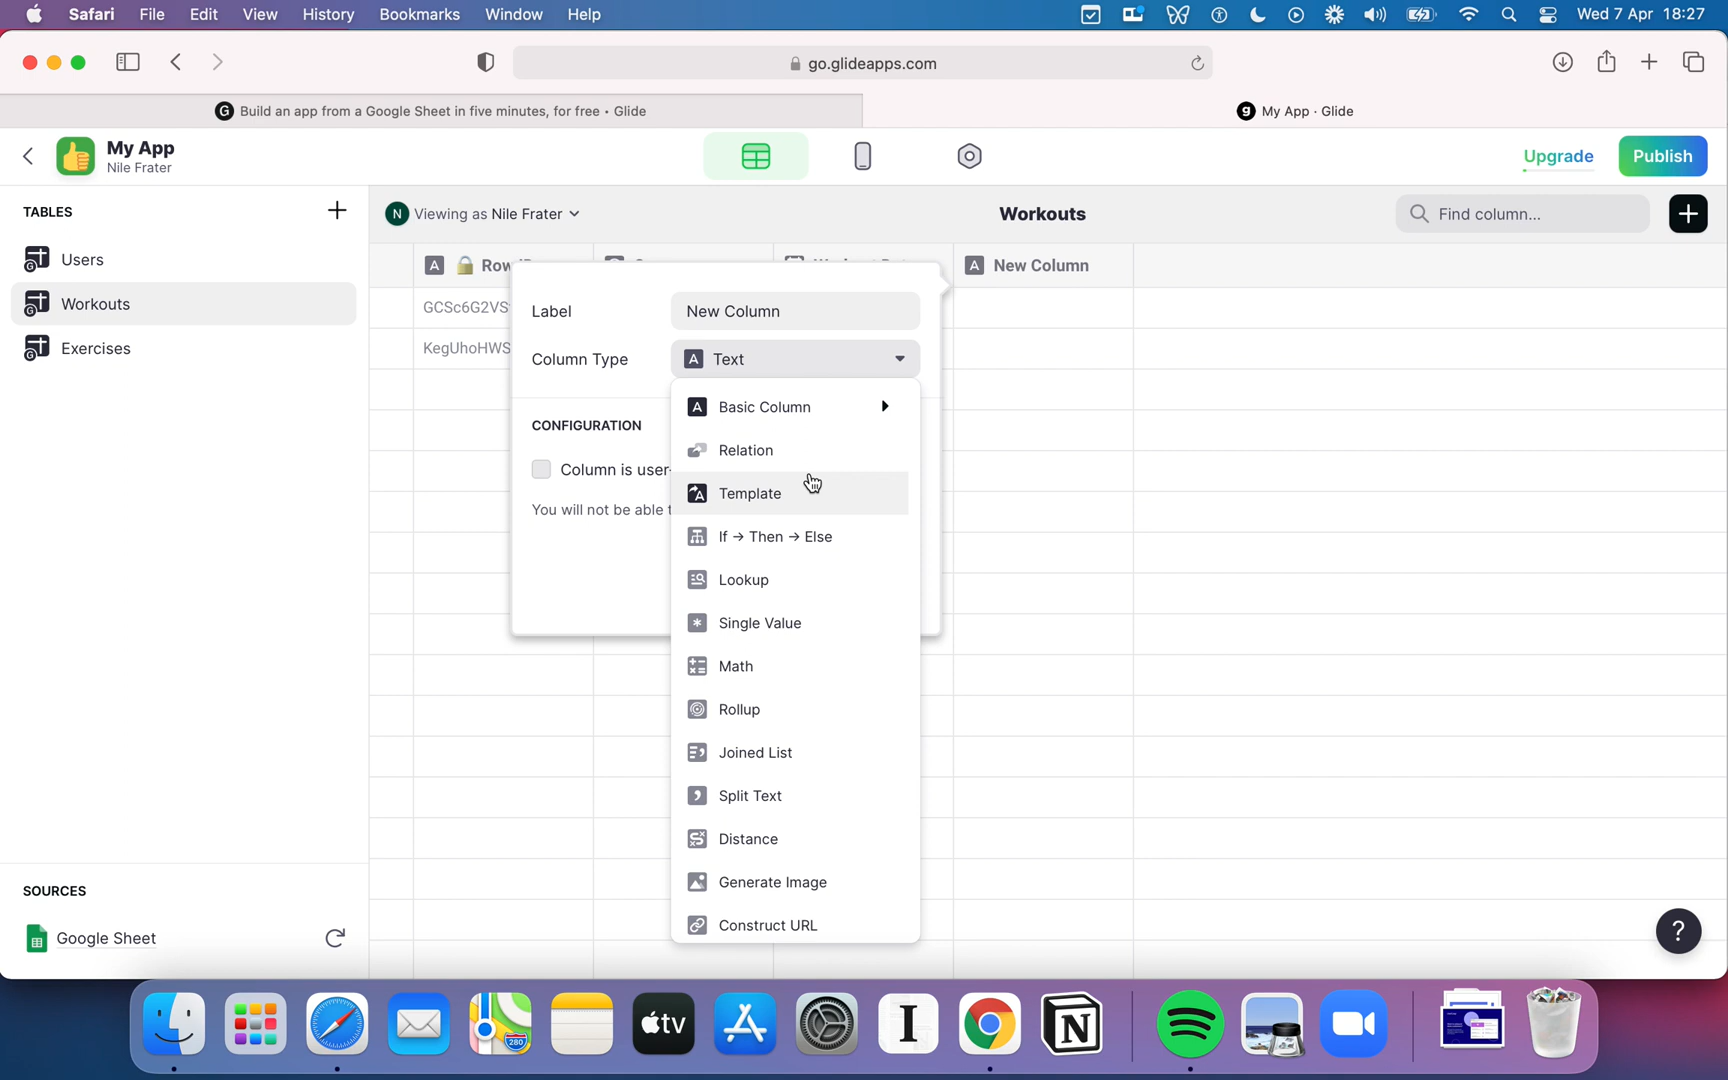 Safari File Edit View History Bookmarks Window Help Wed 7 Apr 18:27
go.glideapps.com
G Build an app from a Google Sheet in five minutes, for free • Glide
g My App · Glide
My App
Nile Frater
Upgrade
Publish
TABLES
N Viewing as Nile Frater
Workouts
Find column...
Users
Workouts
Exercises
A Row
A New Column
GCSc6G2VS
KegUhoHWS
Label New Column
Column Type A Text
CONFIGURATION
Column is user-
You will not be able
A Basic Column
Relation
Template
If → Then → Else
Lookup
Single Value
Math
Rollup
Joined List
Split Text
Distance
Generate Image
Construct URL
SOURCES
Google Sheet
?
280
tv
I
N